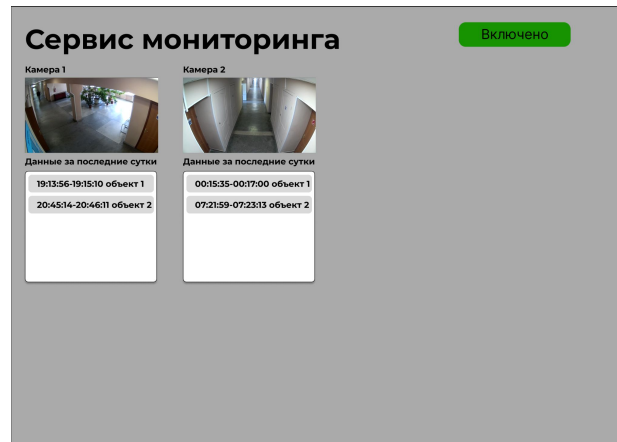 Сервис мониторинга
Включено
Камера 1
Камера 2
Данные за последние сутки
Данные за последние сутки
19:13:56-19:15:10 объект 1
20:45:14-20:46:11 объект 2
00:15:35-00:17:00 объект 1
07:21:59-07:23:13 объект 2